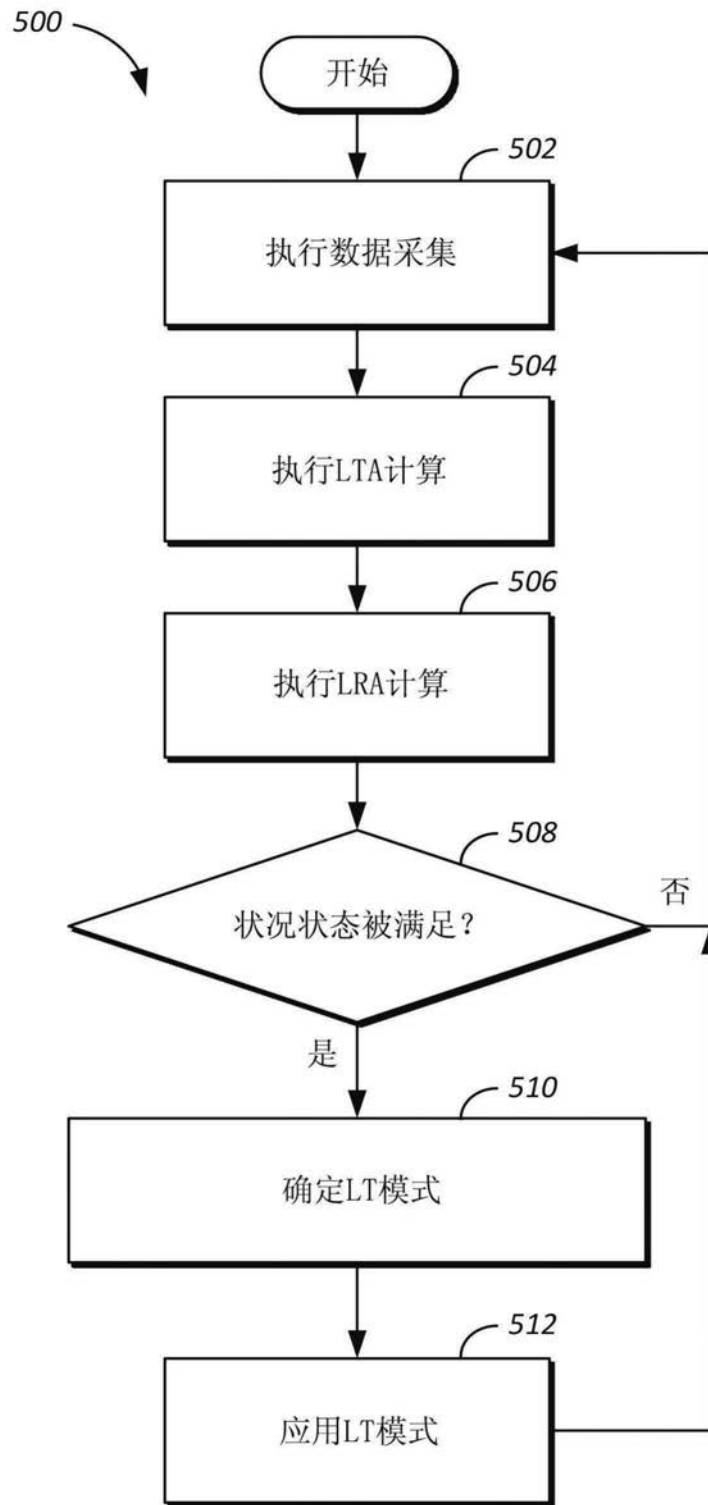 500
开始
502
执行数据采集
504
执行LTA计算
506
执行LRA计算
508
状况状态被满足?
否
是
510
确定LT模式
512
应用LT模式